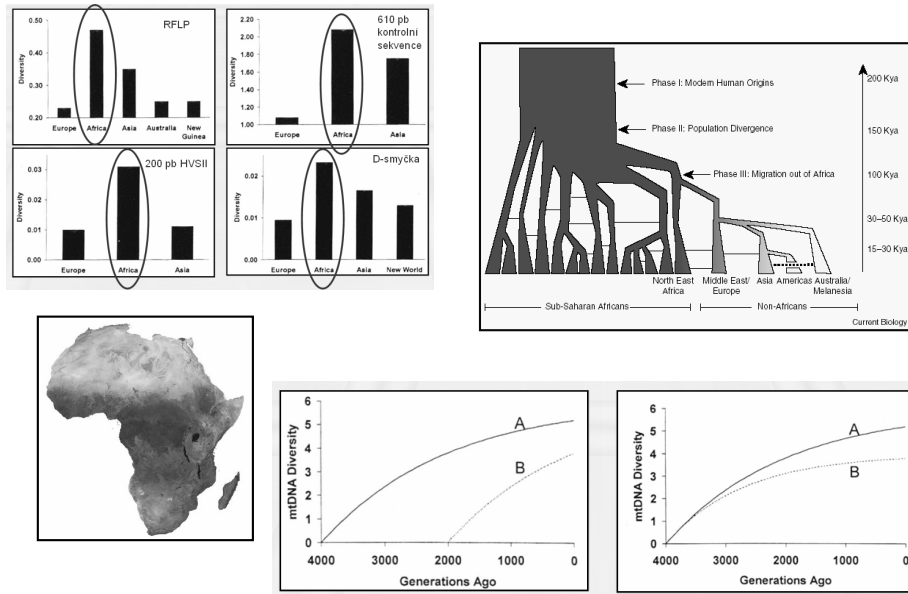 RFLP
Diversity
0.50
0.40
0.30
0.20
Europe Africa Asia Australia New Guinea
610 pb
kontrolní
sekvence
Diversity
2.20
2.00
1.80
1.60
1.40
1.20
1.00
Europe Africa Asia
200 pb HVSII
Diversity
0.03
0.02
0.01
0.00
Europe Africa Asia
D-smyčka
Diversity
0.03
0.02
0.01
0.00
Europe Africa Asia New World
Phase I: Modern Human Origins
Phase II: Population Divergence
Phase III: Migration out of Africa
200 Kya
150 Kya
100 Kya
30–50 Kya
15–30 Kya
North East
Africa
Middle East/
Europe
Asia
Americas
Australia/
Melanesia
Sub-Saharan Africans
Non-Africans
Current Biology
mtDNA Diversity
6
5
4
3
2
1
0
A
B
4000 3000 2000 1000 0
Generations Ago
mtDNA Diversity
6
5
4
3
2
1
0
A
B
4000 3000 2000 1000 0
Generations Ago